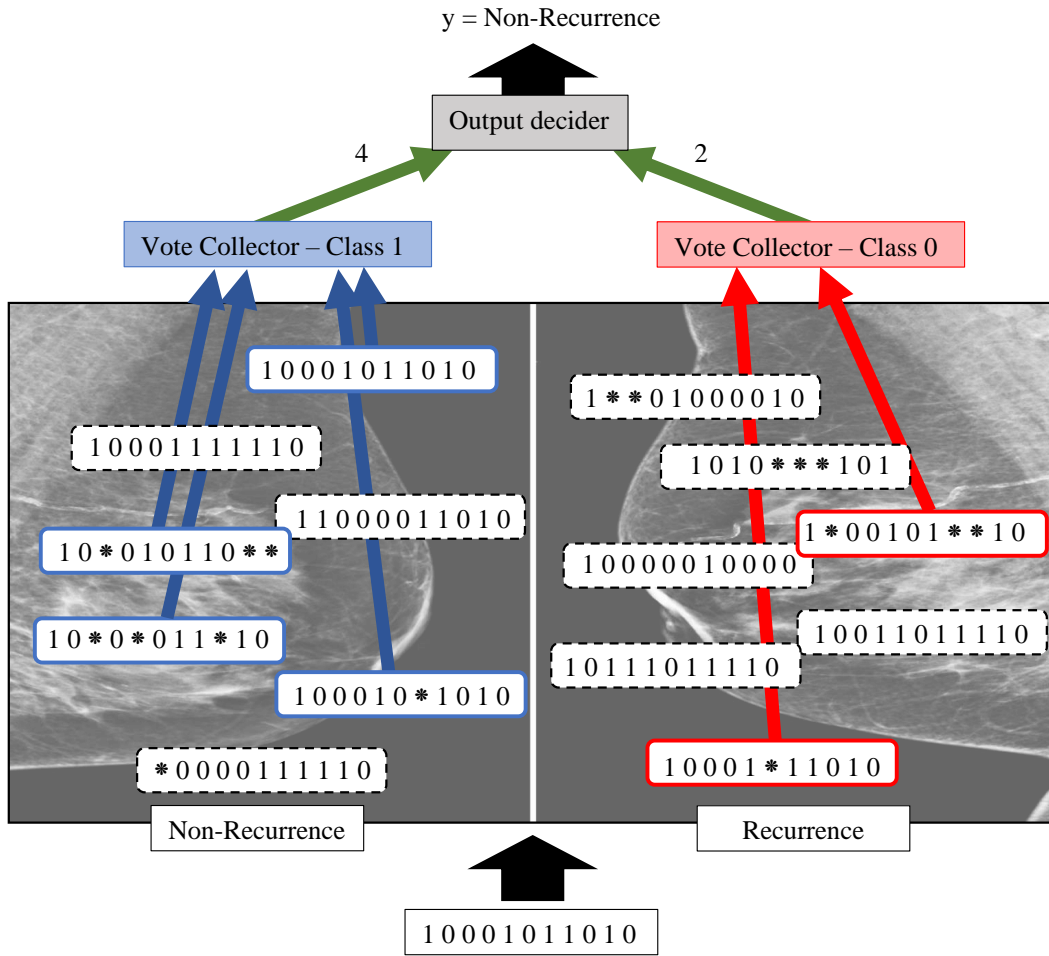 y = Non-Recurrence
Output decider
4
2
Vote Collector – Class 1
Vote Collector – Class 0
1 0 0 0 1 0 1 1 0 1 0
1 0 0 0 1 1 1 1 1 1 0
1 1 0 0 0 0 1 1 0 1 0
1 0 * 0 1 0 1 1 0 * *
1 0 * 0 * 0 1 1 * 1 0
1 0 0 0 1 0 * 1 0 1 0
* 0 0 0 0 1 1 1 1 1 0
Non-Recurrence
1 * * 0 1 0 0 0 0 1 0
1 0 1 0 * * * 1 0 1
1 * 0 0 1 0 1 * * 1 0
1 0 0 0 0 0 1 0 0 0 0
1 0 0 1 1 0 1 1 1 1 0
1 0 1 1 1 0 1 1 1 1 0
1 0 0 0 1 * 1 1 0 1 0
Recurrence
1 0 0 0 1 0 1 1 0 1 0